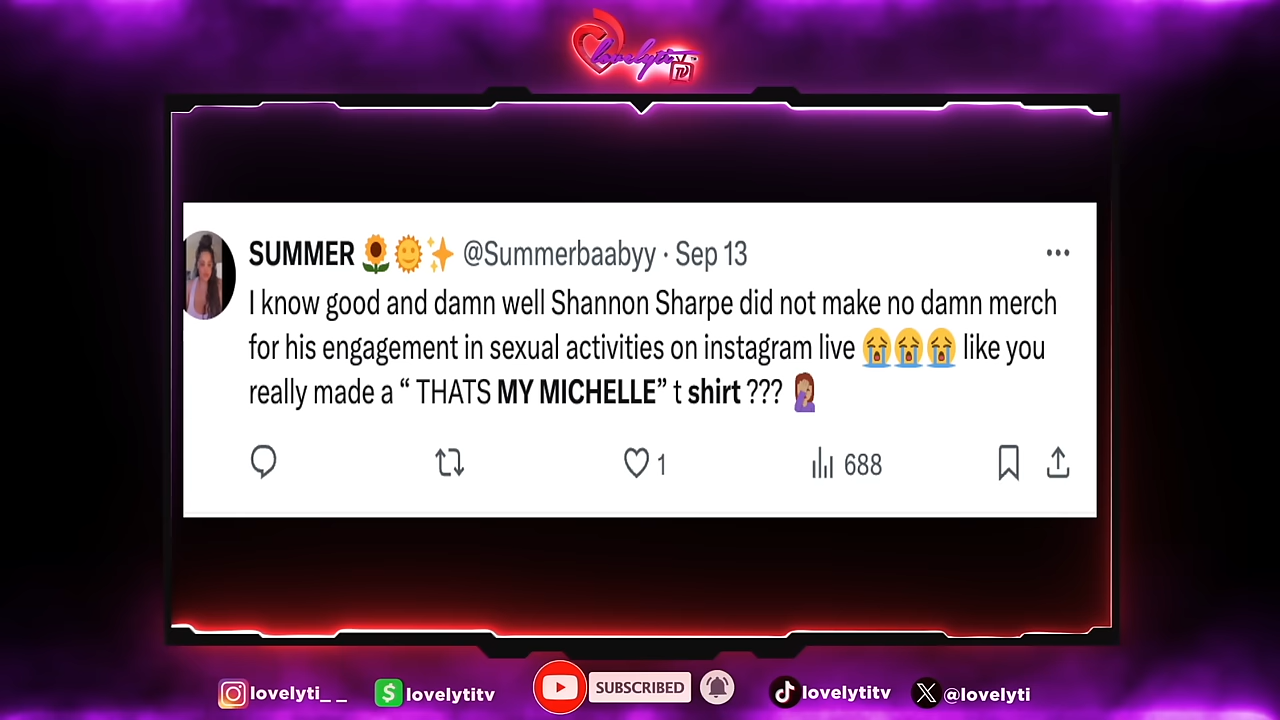 lovelyti TV
SUMMER 🌻🌞✨ @Summerbaabyy · Sep 13
I know good and damn well Shannon Sharpe did not make no damn merch
for his engagement in sexual activities on instagram live 😭😭😭 like you
really made a “ THATS MY MICHELLE” t shirt ??? 🤦🏽‍♀️
1 688
lovelyti_ _ lovelytitv SUBSCRIBED lovelytitv @lovelyti